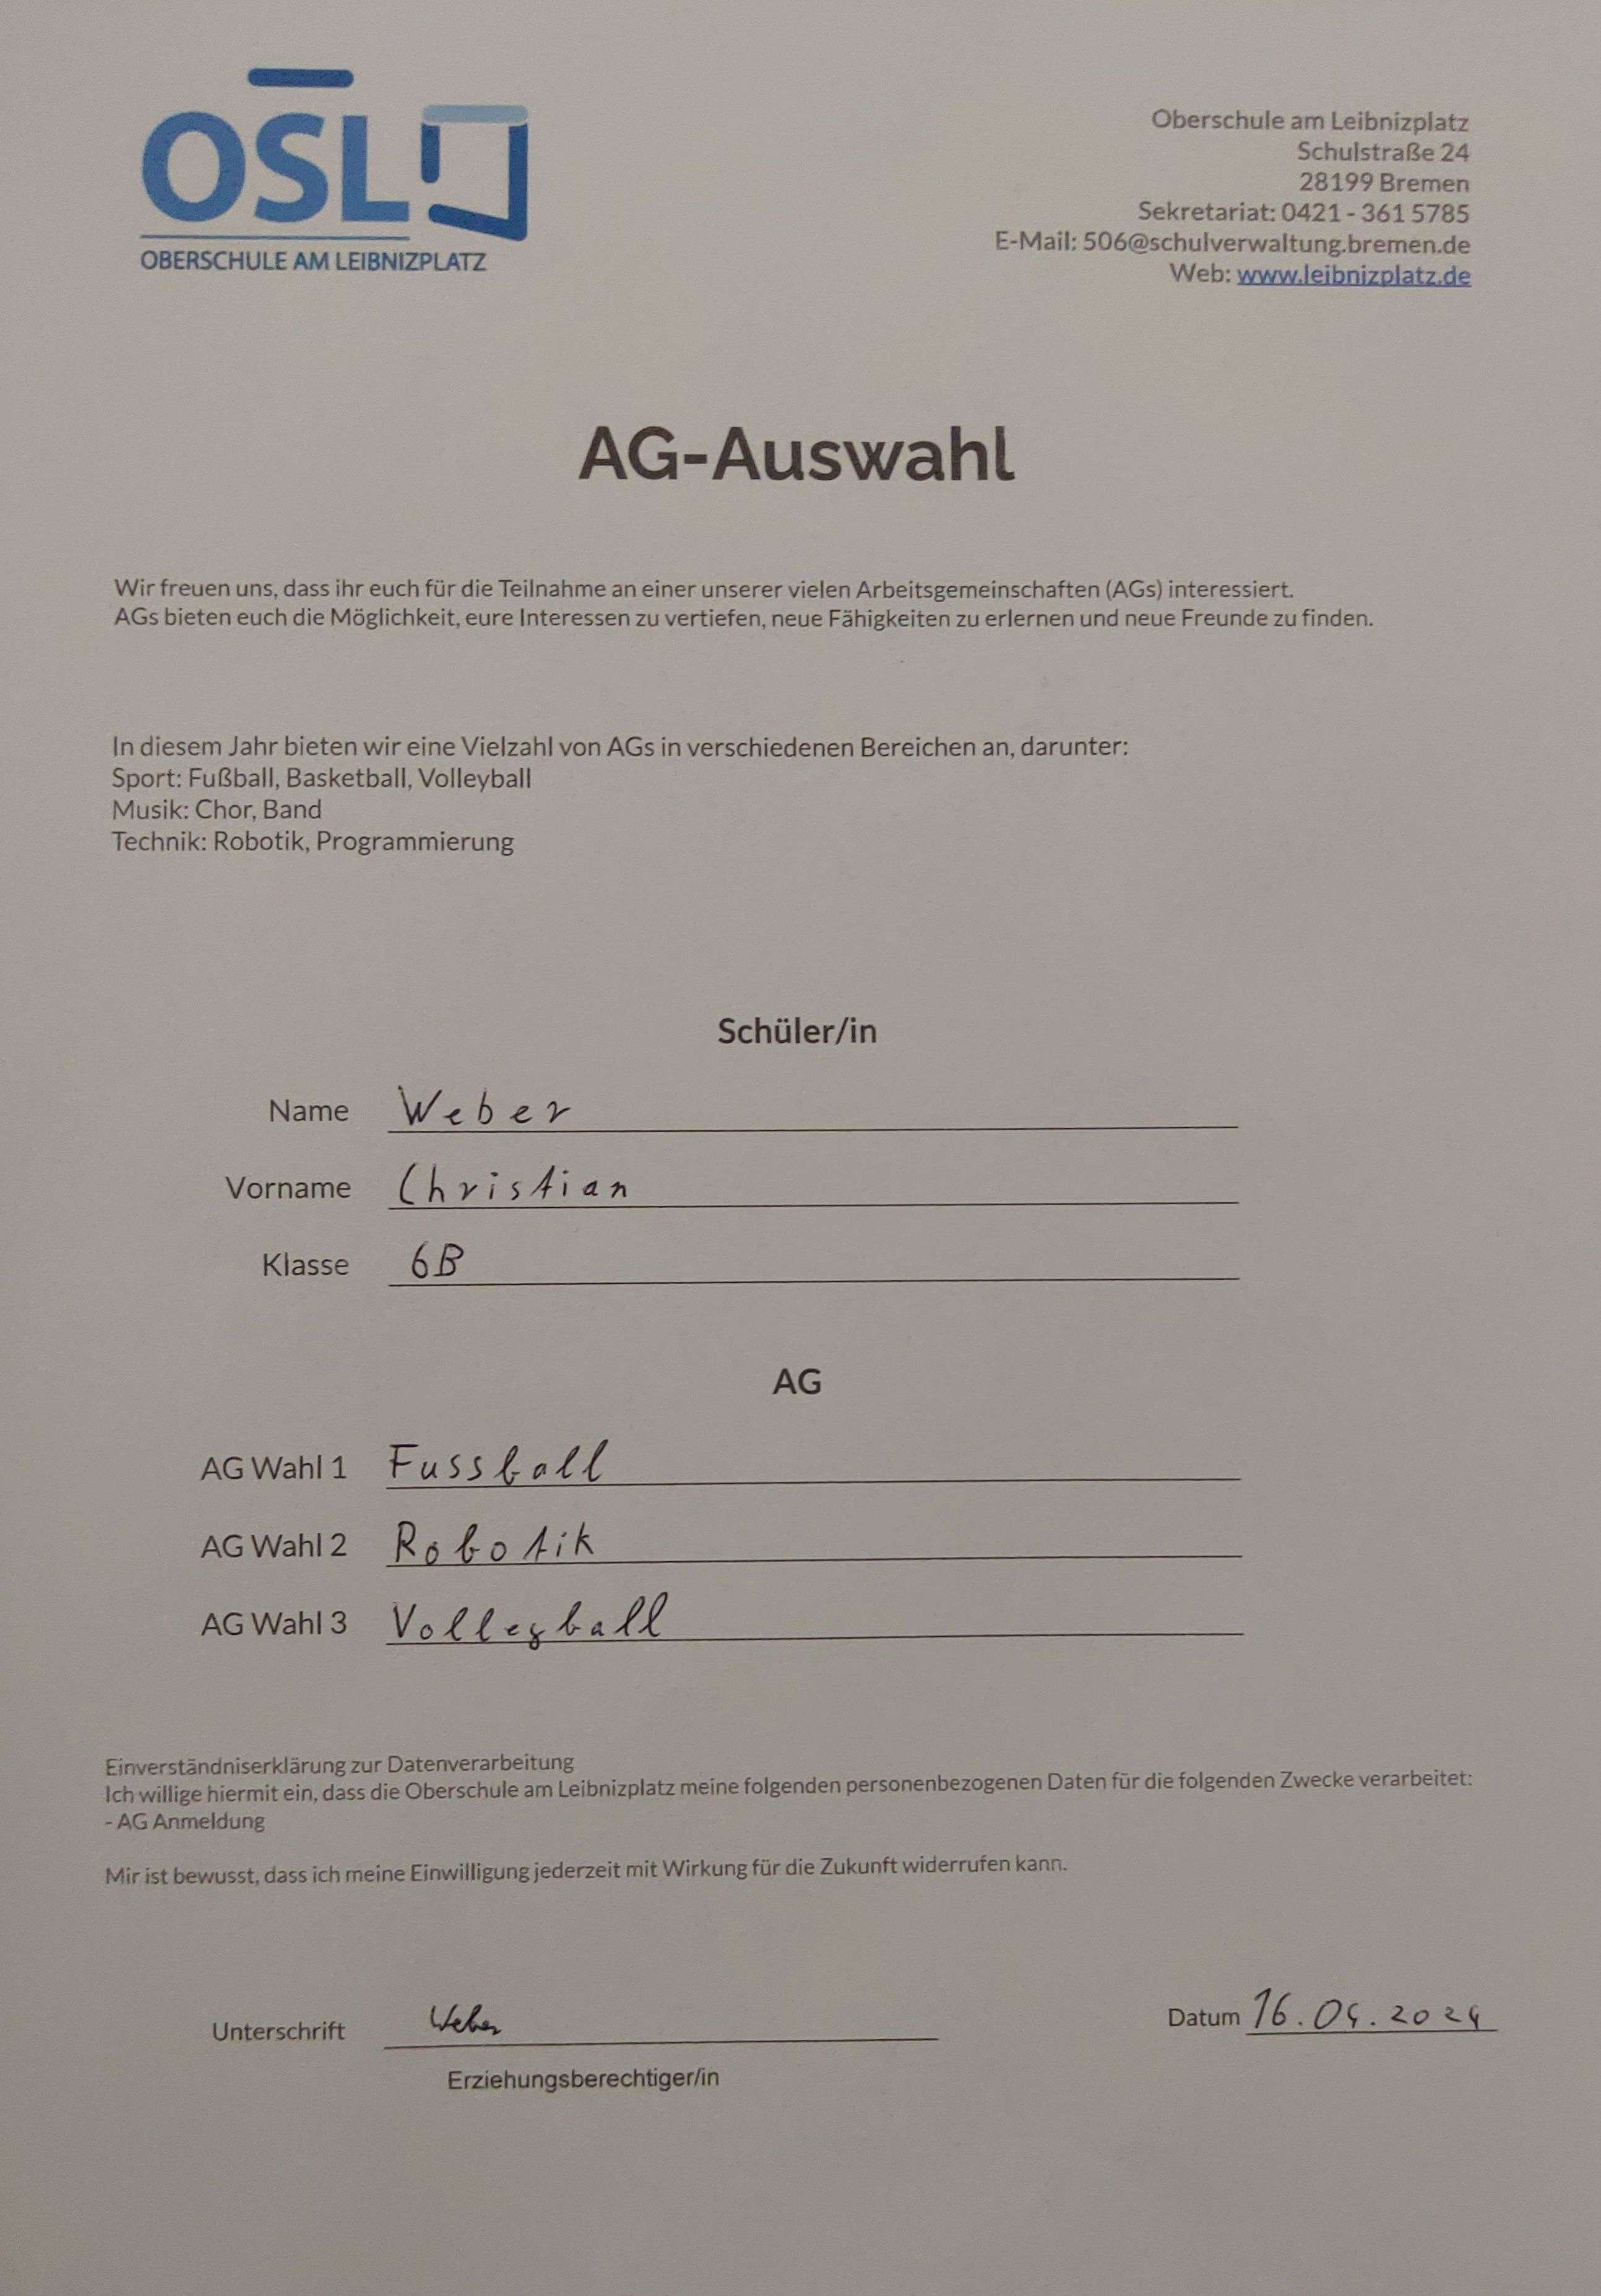 OSL
OBERSCHULE AM LEIBNIZPLATZ
Oberschule am Leibnizplatz
Schulstraße 24
28199 Bremen
Sekretariat: 0421 - 361 5785
E-Mail: 506@schulverwaltung.bremen.de
Web: www.leibnizplatz.de
AG-Auswahl
Wir freuen uns, dass ihr euch für die Teilnahme an einer unserer vielen Arbeitsgemeinschaften (AGs) interessiert.
AGs bieten euch die Möglichkeit, eure Interessen zu vertiefen, neue Fähigkeiten zu erlernen und neue Freunde zu finden.
In diesem Jahr bieten wir eine Vielzahl von AGs in verschiedenen Bereichen an, darunter:
Sport: Fußball, Basketball, Volleyball
Musik: Chor, Band
Technik: Robotik, Programmierung
Schüler/in
Name Weber
Vorname Christian
Klasse 6B
AG
AG Wahl 1 Fussball
AG Wahl 2 Robotik
AG Wahl 3 Volleyball
Einverständniserklärung zur Datenverarbeitung
Ich willige hiermit ein, dass die Oberschule am Leibnizplatz meine folgenden personenbezogenen Daten für die folgenden Zwecke verarbeitet:
- AG Anmeldung
Mir ist bewusst, dass ich meine Einwilligung jederzeit mit Wirkung für die Zukunft widerrufen kann.
Unterschrift Weber Datum 16.04.2024
Erziehungsberechtiger/in